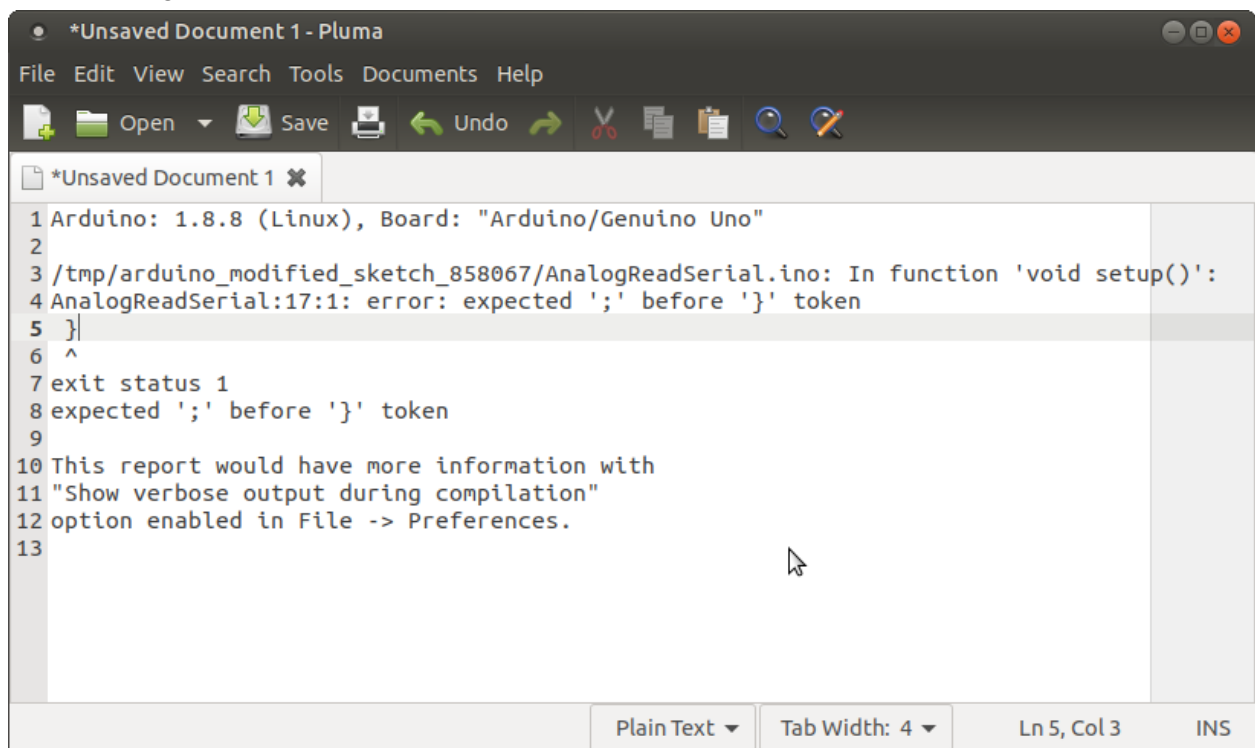 *Unsaved Document 1 - Pluma
File Edit View Search Tools Documents Help
Open Save Undo
*Unsaved Document 1
1 Arduino: 1.8.8 (Linux), Board: "Arduino/Genuino Uno"
2
3 /tmp/arduino_modified_sketch_858067/AnalogReadSerial.ino: In function 'void setup()':
4 AnalogReadSerial:17:1: error: expected ';' before '}' token
5  }
6  ^
7 exit status 1
8 expected ';' before '}' token
9
10 This report would have more information with
11 "Show verbose output during compilation"
12 option enabled in File -> Preferences.
13
Plain Text Tab Width: 4 Ln 5, Col 3 INS